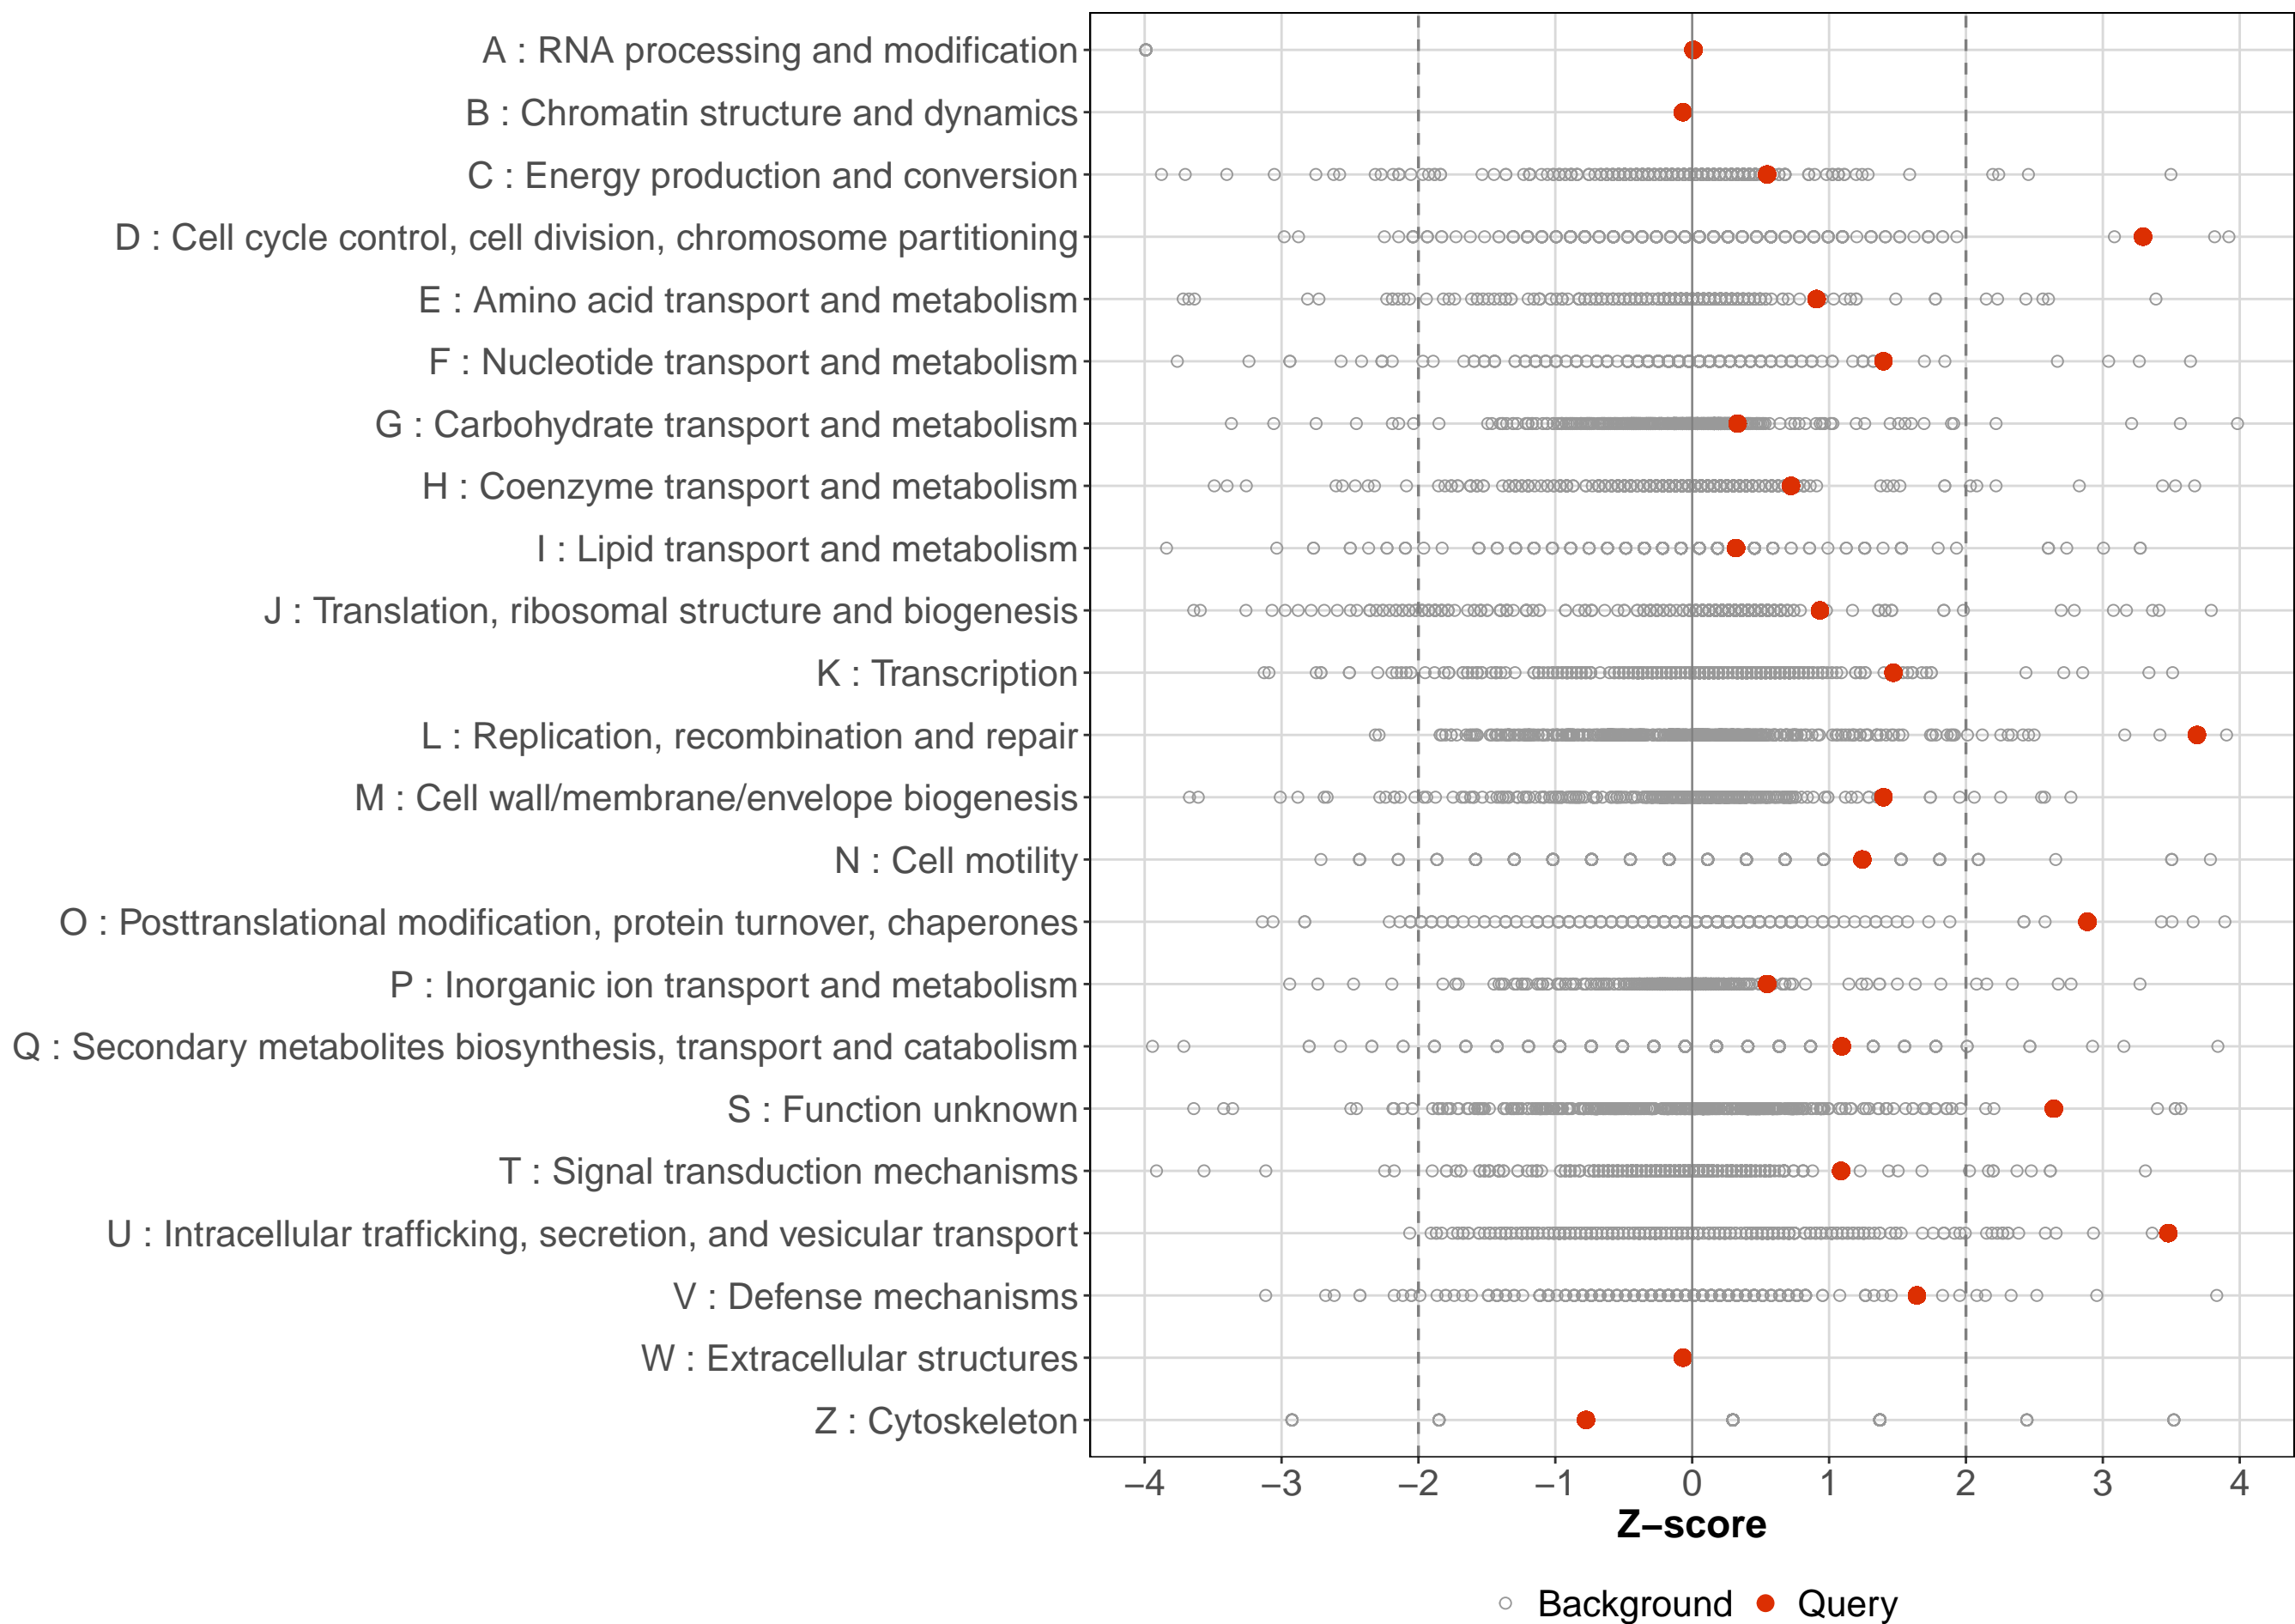 A : RNA processing and modification
B : Chromatin structure and dynamics
C : Energy production and conversion
D : Cell cycle control, cell division, chromosome partitioning
E : Amino acid transport and metabolism
F : Nucleotide transport and metabolism
G : Carbohydrate transport and metabolism
H : Coenzyme transport and metabolism
I : Lipid transport and metabolism
J : Translation, ribosomal structure and biogenesis
K : Transcription
L : Replication, recombination and repair
M : Cell wall/membrane/envelope biogenesis
N : Cell motility
O : Posttranslational modification, protein turnover, chaperones
P : Inorganic ion transport and metabolism
Q : Secondary metabolites biosynthesis, transport and catabolism
S : Function unknown
T : Signal transduction mechanisms
U : Intracellular trafficking, secretion, and vesicular transport
V : Defense mechanisms
W : Extracellular structures
Z : Cytoskeleton
−4 −3 −2 −1 0 1 2 3 4
Z−score
Background Query